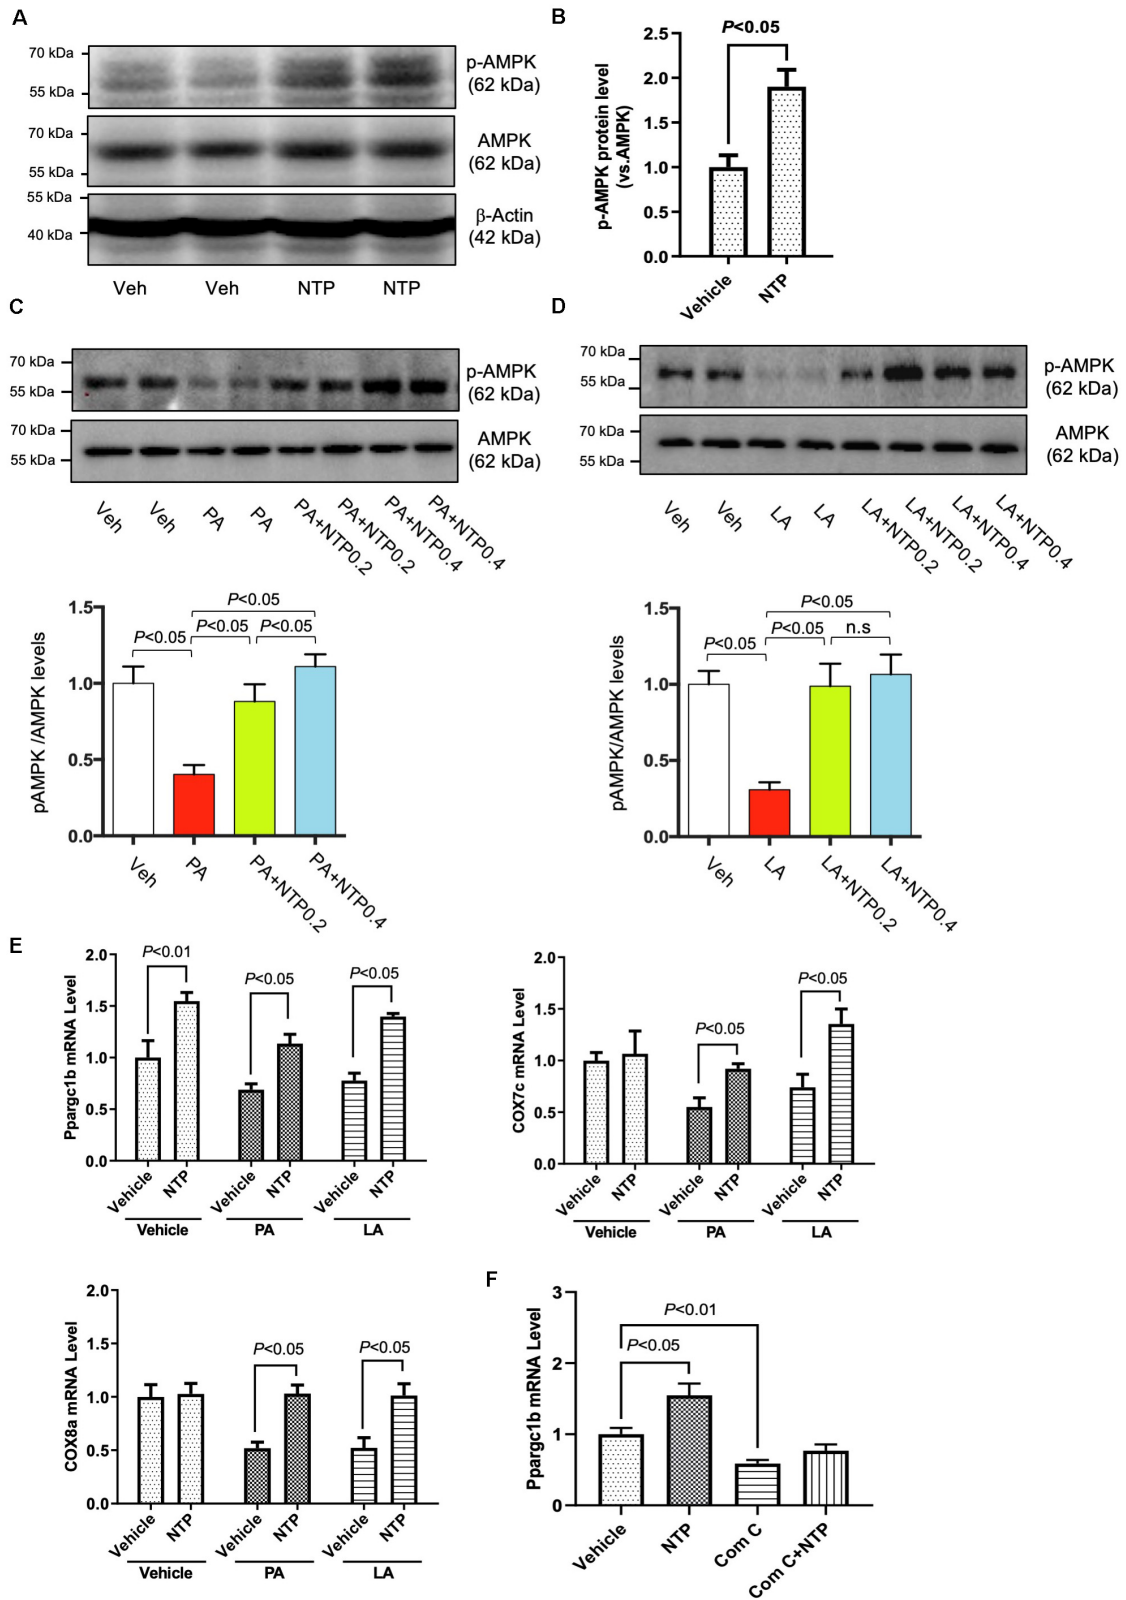 A
70 kDa
55 kDa
p-AMPK
(62 kDa)
70 kDa
55 kDa
AMPK
(62 kDa)
55 kDa
40 kDa
β-Actin
(42 kDa)
Veh Veh NTP NTP
B
P<0.05
p-AMPK protein level
(vs.AMPK)
2.5
2.0
1.5
1.0
0.5
0.0
Vehicle NTP
C
70 kDa
55 kDa
p-AMPK
(62 kDa)
70 kDa
55 kDa
AMPK
(62 kDa)
Veh Veh PA PA PA+NTP0.2 PA+NTP0.2 PA+NTP0.4 PA+NTP0.4
pAMPK /AMPK levels
1.5
1.0
0.5
0.0
P<0.05
P<0.05 P<0.05 P<0.05
Veh PA PA+NTP0.2 PA+NTP0.4
D
70 kDa
55 kDa
p-AMPK
(62 kDa)
70 kDa
55 kDa
AMPK
(62 kDa)
Veh Veh LA LA LA+NTP0.2 LA+NTP0.2 LA+NTP0.4 LA+NTP0.4
pAMPK/AMPK levels
1.5
1.0
0.5
0.0
P<0.05
P<0.05 P<0.05 n.s
Veh LA LA+NTP0.2 LA+NTP0.4
E
Ppargc1b mRNA Level
2.0
1.5
1.0
0.5
0.0
P<0.01 P<0.05 P<0.05
Vehicle NTP Vehicle NTP Vehicle NTP
Vehicle PA LA
COX7c mRNA Level
2.0
1.5
1.0
0.5
0.0
P<0.05 P<0.05
Vehicle NTP Vehicle NTP Vehicle NTP
Vehicle PA LA
COX8a mRNA Level
2.0
1.5
1.0
0.5
0.0
P<0.05 P<0.05
Vehicle NTP Vehicle NTP Vehicle NTP
Vehicle PA LA
F
Ppargc1b mRNA Level
3
2
1
0
P<0.01
P<0.05
Vehicle NTP Com C Com C+NTP